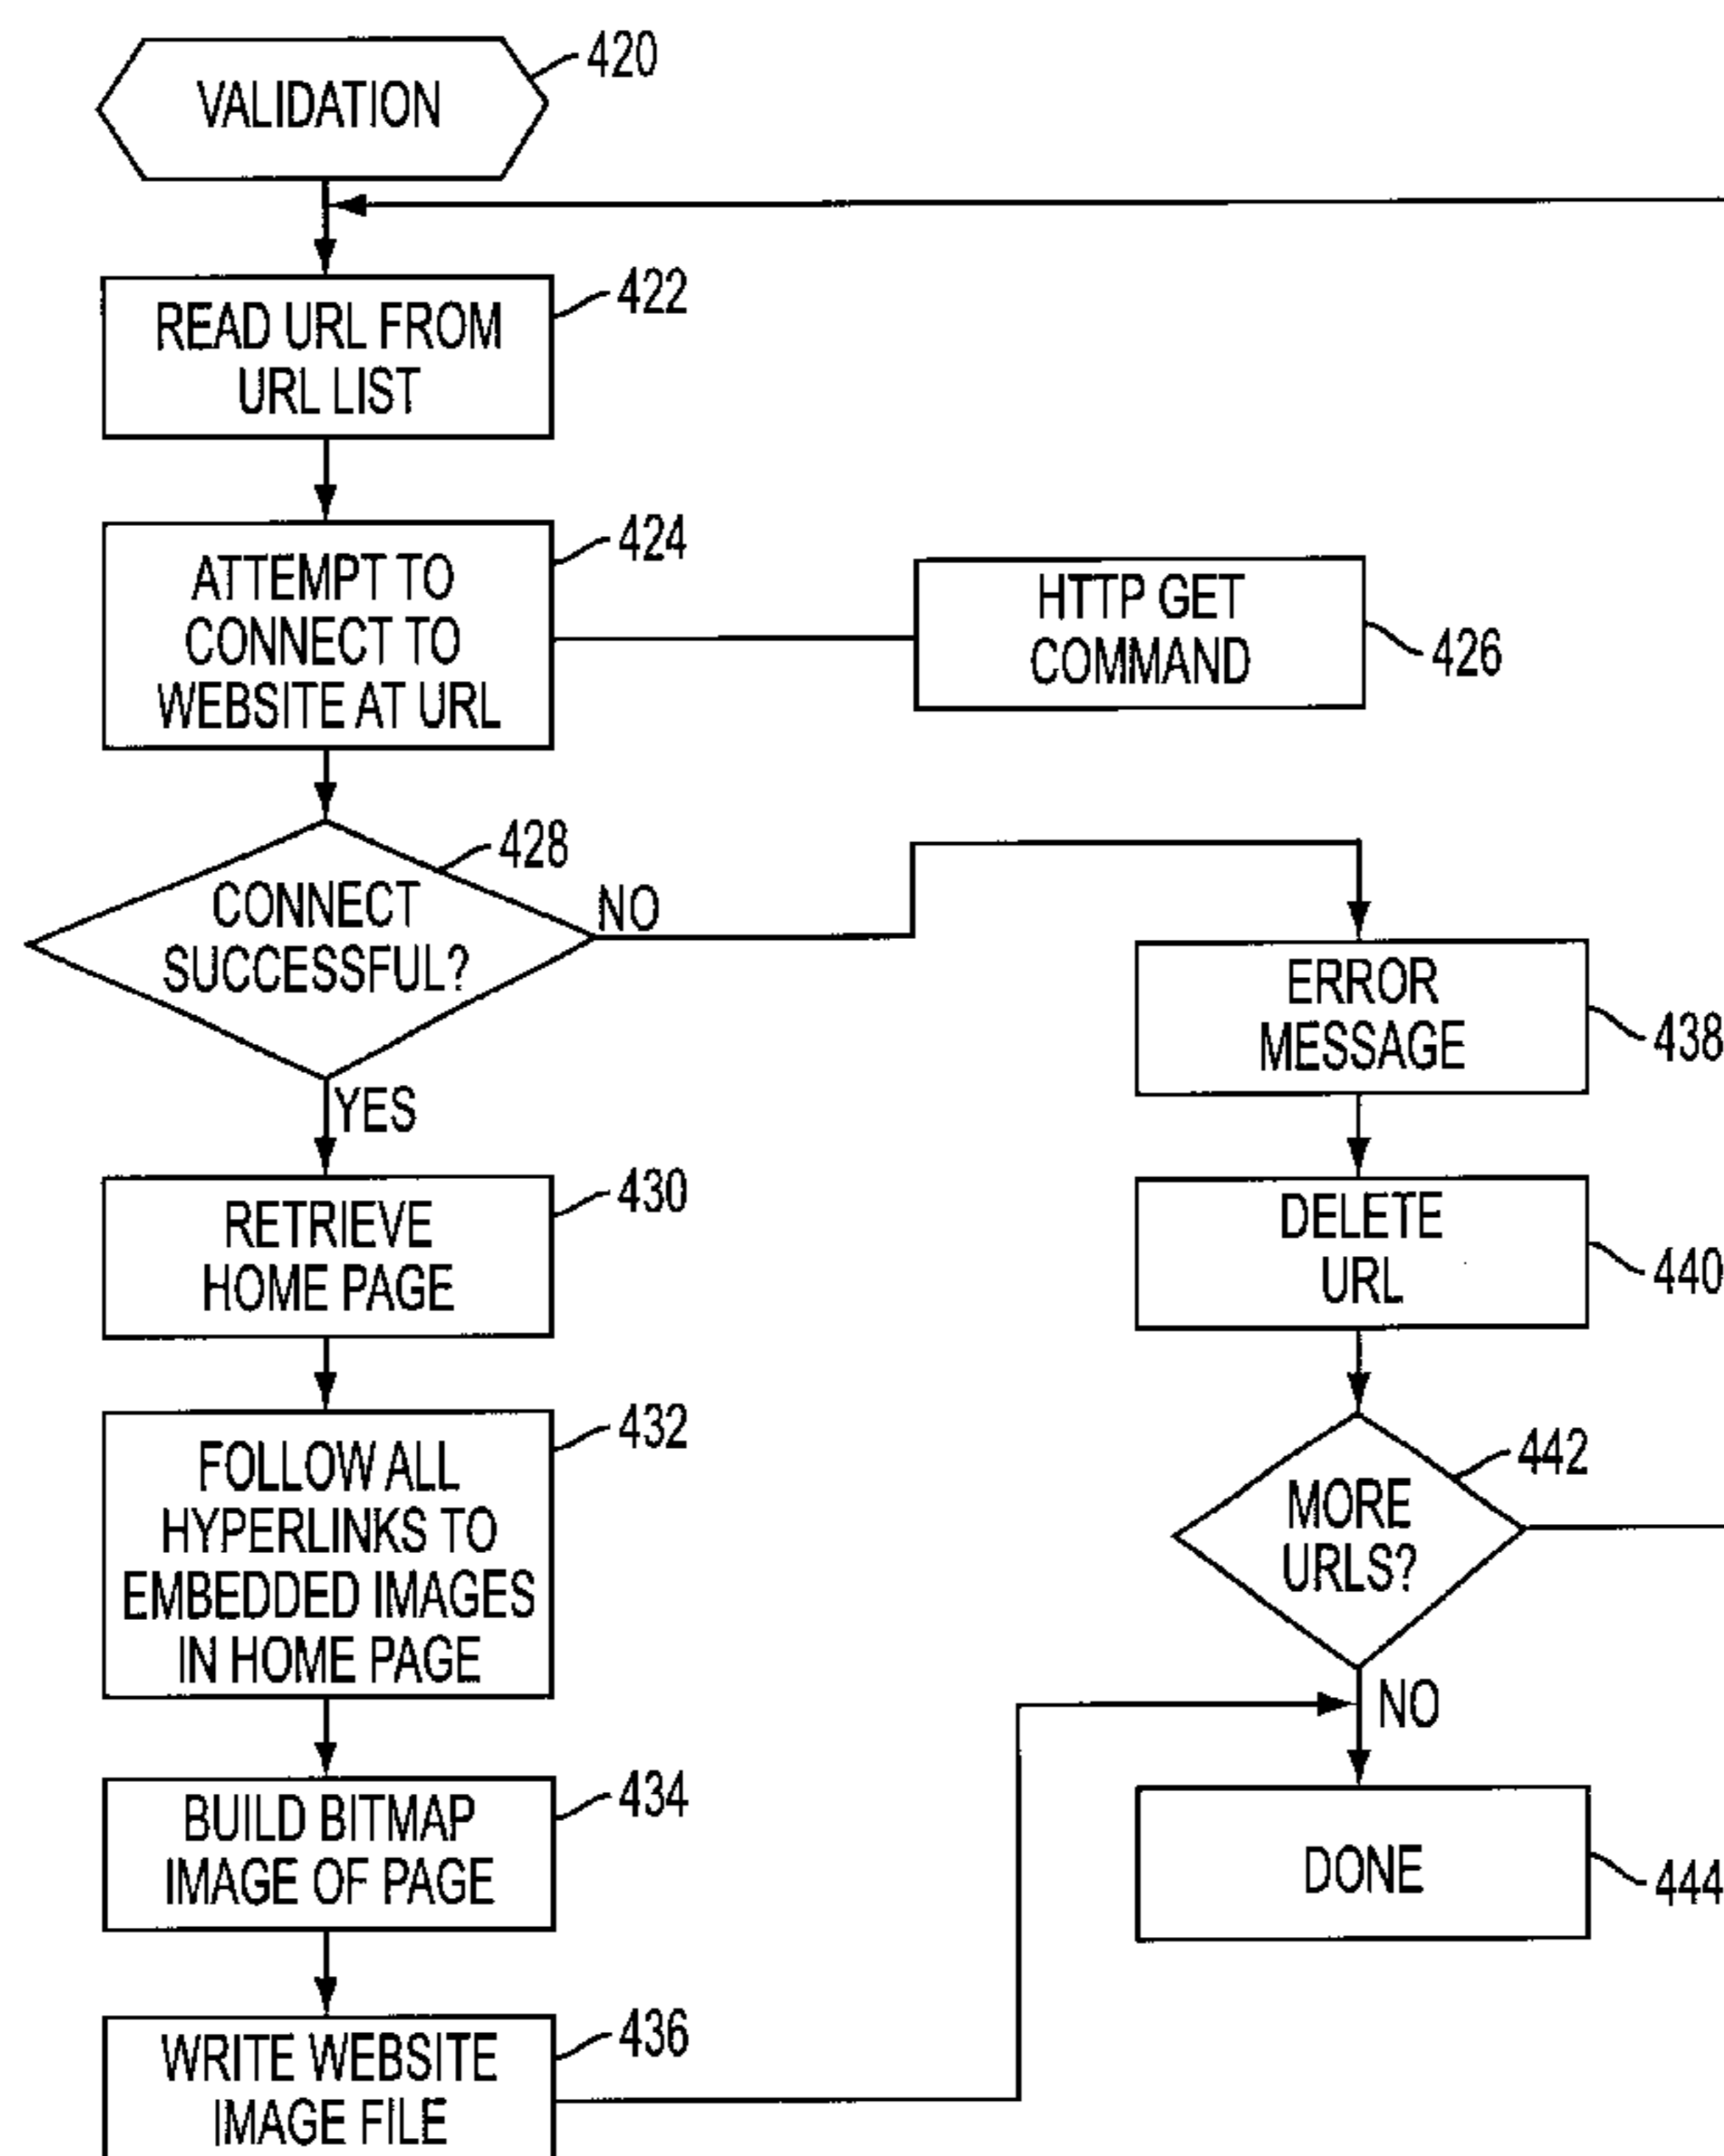 VALIDATION
420
READ URL FROM
URL LIST
422
ATTEMPT TO
CONNECT TO
WEBSITE AT URL
424
HTTP GET
COMMAND
426
CONNECT
SUCCESSFUL?
428
NO
YES
RETRIEVE
HOME PAGE
430
FOLLOW ALL
HYPERLINKS TO
EMBEDDED IMAGES
IN HOME PAGE
432
BUILD BITMAP
IMAGE OF PAGE
434
WRITE WEBSITE
IMAGE FILE
436
ERROR
MESSAGE
438
DELETE
URL
440
MORE
URLS?
442
NO
DONE
444